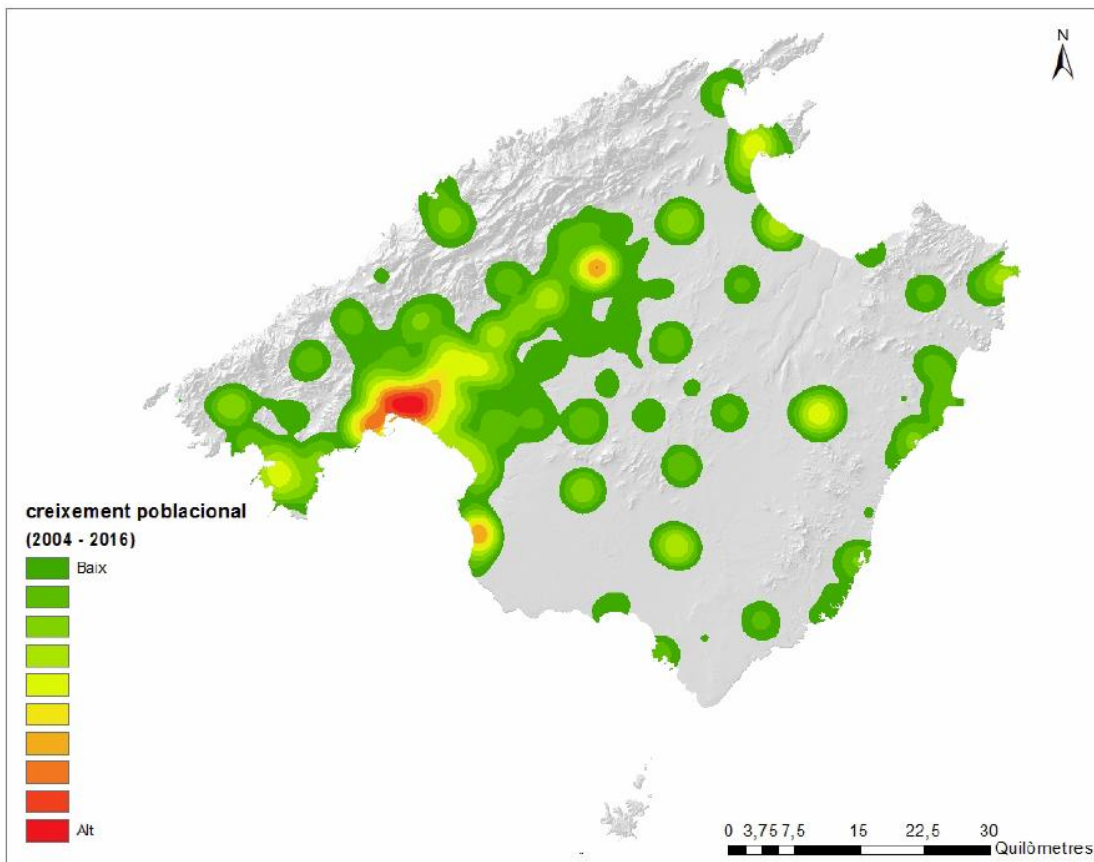 N
creixement poblacional
(2004 - 2016)
Baix
Alt
0 3,75 7,5 15 22,5 30
Quilòmetres